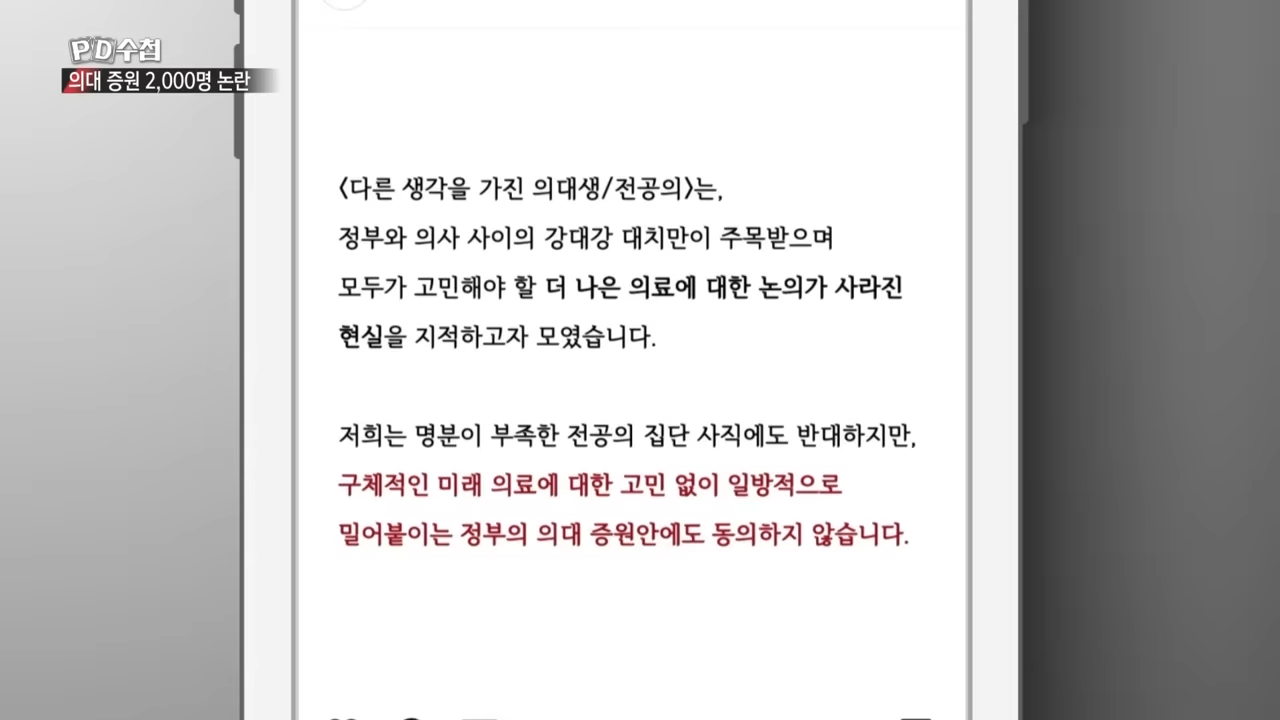 PD수첩
의대 증원 2,000명 논란
<다른 생각을 가진 의대생/전공의>는,
정부와 의사 사이의 강대강 대치만이 주목받으며
모두가 고민해야 할 더 나은 의료에 대한 논의가 사라진
현실을 지적하고자 모였습니다.
저희는 명분이 부족한 전공의 집단 사직에도 반대하지만,
구체적인 미래 의료에 대한 고민 없이 일방적으로
밀어붙이는 정부의 의대 증원안에도 동의하지 않습니다.